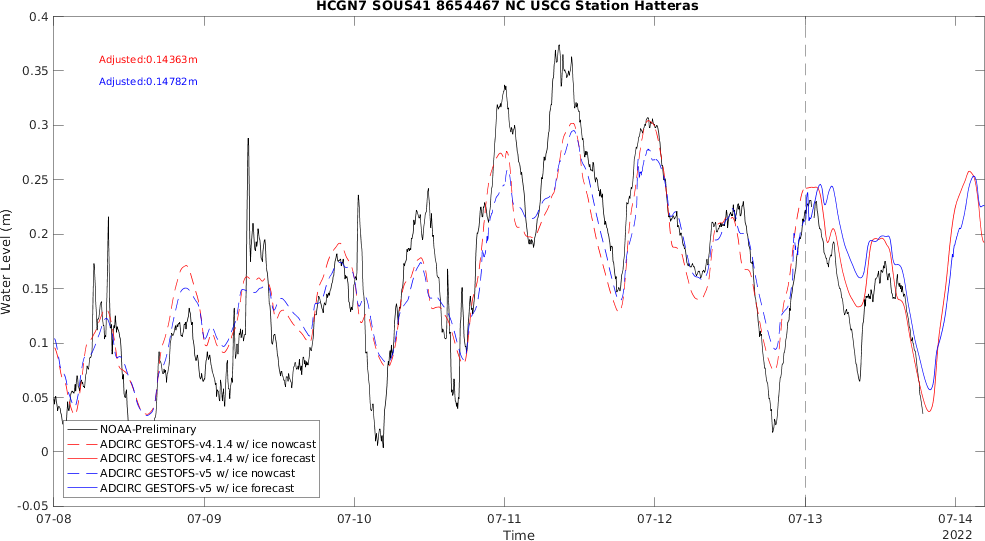 HCGN7 SOUS41 8654467 NC USCG Station Hatteras
0.4
Adjusted:0.14363m
0.35
Adjusted:0.14782m
0.3
0.25
0.2
Water Level (m)
0.15
0.1
0.05
NOAA-Preliminary
ADCIRC GESTOFS-v4.1.4 w/ ice nowcast
0
ADCIRC GESTOFS-v4.1.4 w/ ice forecast
ADCIRC GESTOFS-v5 w/ ice nowcast
ADCIRC GESTOFS-v5 w/ ice forecast
-0.05
07-08 07-09 07-10 07-11 07-12 07-13 07-14
Time 2022